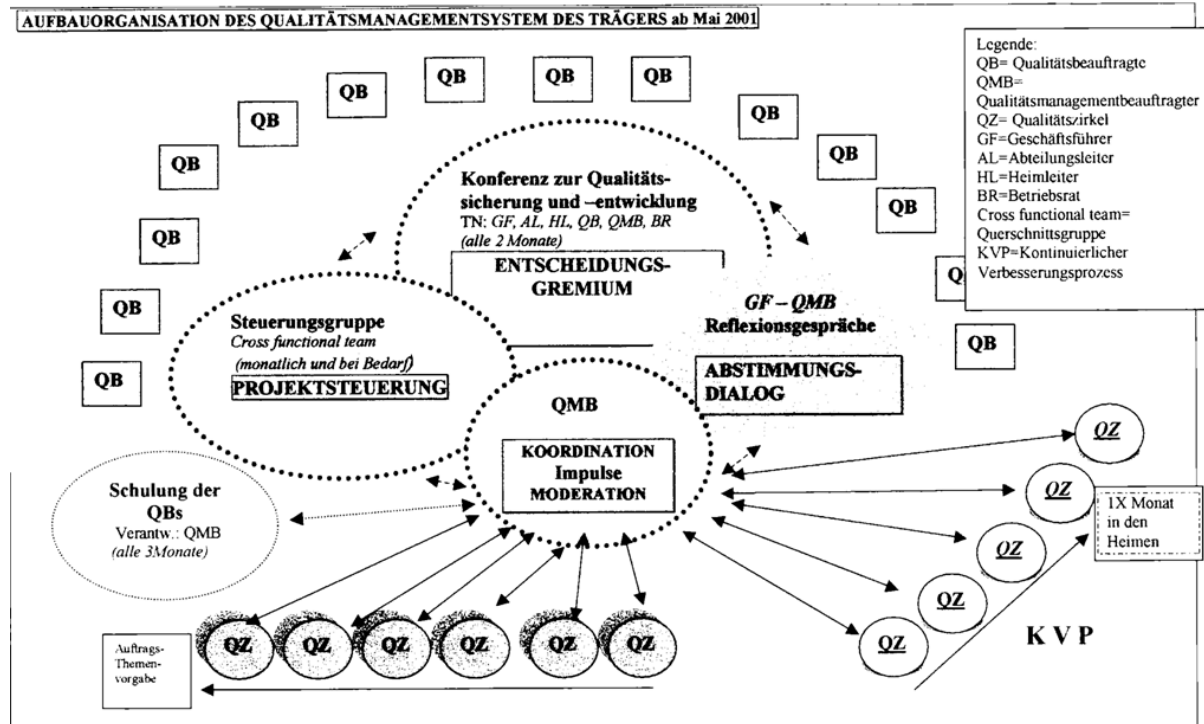 AUFBAUORGANISATION DES QUALITÄTSMANAGEMENTSYSTEM DES TRÄGERS ab Mai 2001
Legende:
QB= Qualitätsbeauftragte
QMB=
Qualitätsmanagementbeauftragter
QZ= Qualitätszirkel
GF=Geschäftsführer
AL=Abteilungsleiter
HL=Heimleiter
BR=Betriebsrat
Cross functional team=
Querschnittsgruppe
KVP=Kontinuierlicher
Verbesserungsprozess
QB
QB
QB
QB
QB
QB
QB
QB
QB
QB
QB
QB
Q
QB
Konferenz zur Qualitäts-
sicherung und –entwicklung
TN: GF, AL, HL, QB, QMB, BR
(alle 2 Monate)
ENTSCHEIDUNGS-
GREMIUM
Steuerungsgruppe
Cross functional team
(monatlich und bei Bedarf)
PROJEKTSTEUERUNG
GF – QMB
Reflexionsgespräche
ABSTIMMUNGS-
DIALOG
QMB
KOORDINATION
Impulse
MODERATION
Schulung der
QBs
Verantw.: QMB
(alle 3Monate)
QZ
QZ
QZ
QZ
QZ
1X Monat
in den
Heimen
K V P
QZ
QZ
QZ
QZ
QZ
QZ
Auftrags-
Themen-
vorgabe